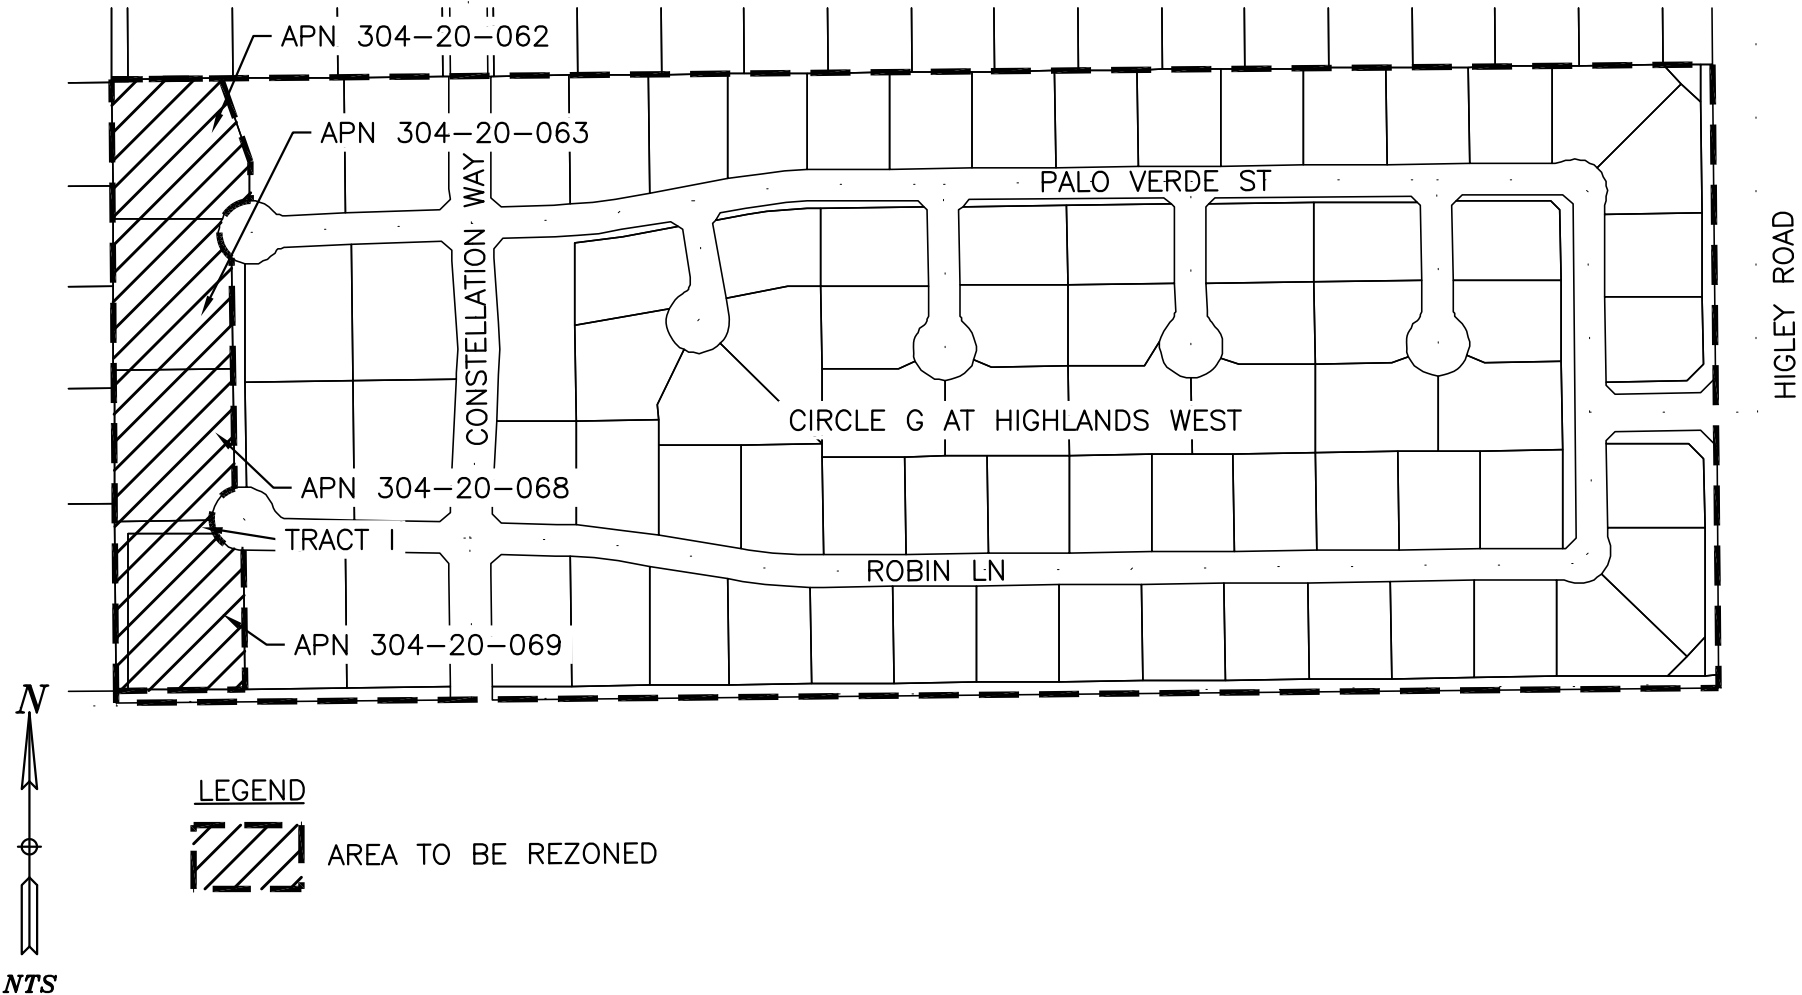 APN 304-20-062
APN 304-20-063
PALO VERDE ST
CONSTELLATION WAY
HIGLEY ROAD
CIRCLE G AT HIGHLANDS WEST
APN 304-20-068
TRACT I
ROBIN LN
APN 304-20-069
N
LEGEND
AREA TO BE REZONED
NTS